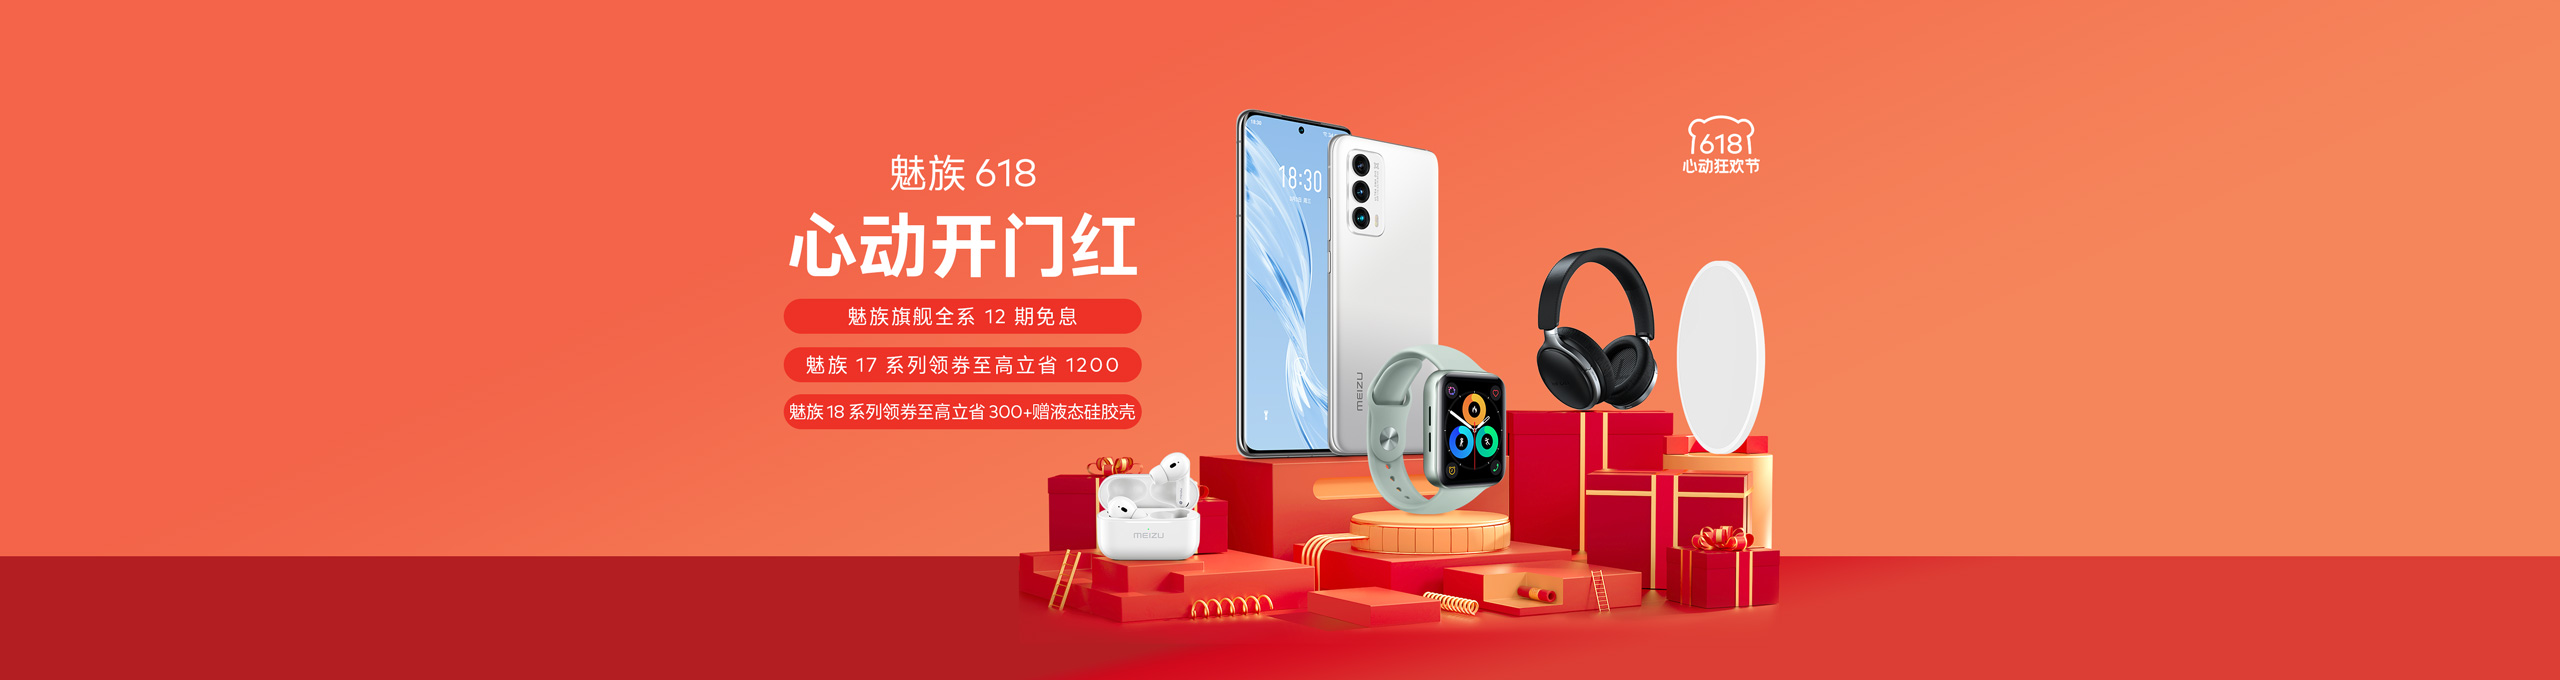 魅族 618
心动开门红
魅族旗舰全系 12 期免息
魅族 17 系列领券至高立省 1200
魅族 18 系列领券至高立省 300+赠液态硅胶壳
18:30
MEIZU
MEIZU
618
心动狂欢节